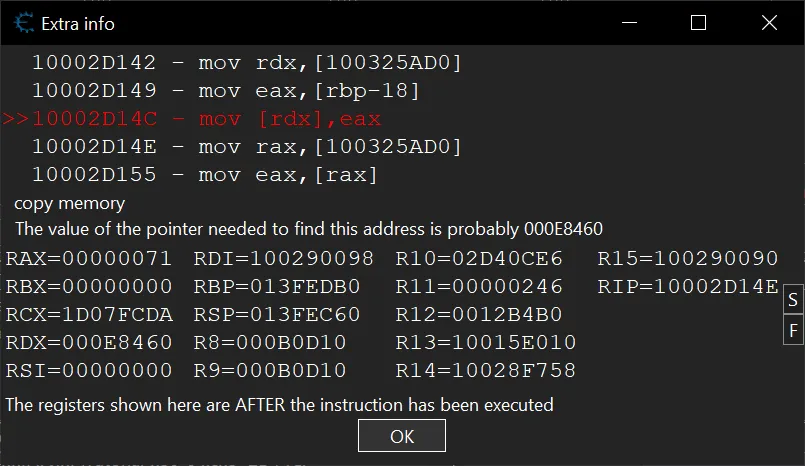 Extra info
10002D142 - mov rdx,[100325AD0]
10002D149 - mov eax,[rbp-18]
>>10002D14C - mov [rdx],eax
10002D14E - mov rax,[100325AD0]
10002D155 - mov eax,[rax]
copy memory
The value of the pointer needed to find this address is probably 000E8460
RAX=00000071 RDI=100290098 R10=02D40CE6 R15=100290090
RBX=00000000 RBP=013FEDB0 R11=00000246 RIP=10002D14E
RCX=1D07FCDA RSP=013FEC60 R12=0012B4B0
RDX=000E8460 R8=000B0D10 R13=10015E010
RSI=00000000 R9=000B0D10 R14=10028F758
S
F
The registers shown here are AFTER the instruction has been executed
OK